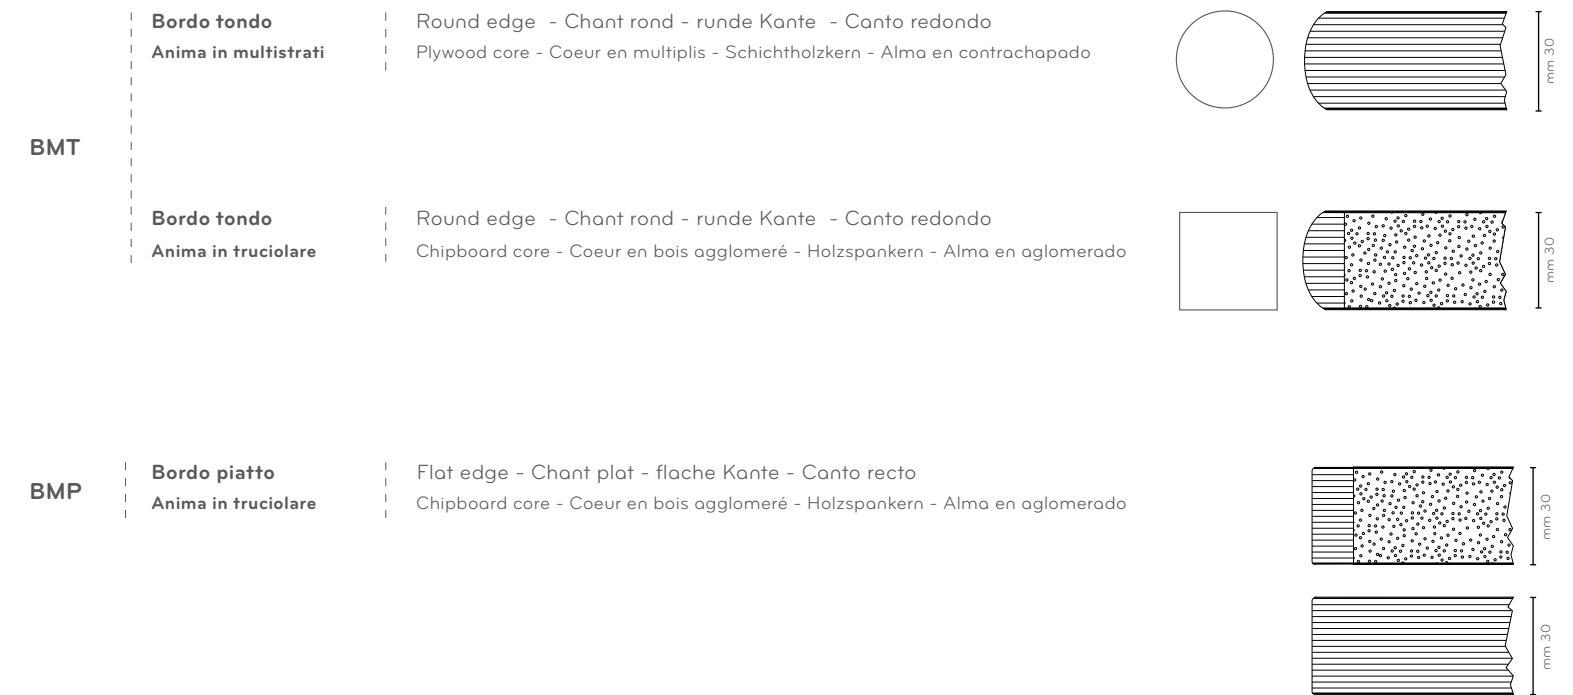 Bordo tondo
Round edge - Chant rond - runde Kante - Canto redondo
Anima in multistrati
Plywood core - Coeur en multiplis - Schichtholzkern - Alma en contrachapado
mm 30
BMT
Bordo tondo
Round edge - Chant rond - runde Kante - Canto redondo
Anima in truciolare
Chipboard core - Coeur en bois agglomeré - Holzspankern - Alma en aglomerado
mm 30
BMP
Bordo piatto
Flat edge - Chant plat - flache Kante - Canto recto
Anima in truciolare
Chipboard core - Coeur en bois agglomeré - Holzspankern - Alma en aglomerado
mm 30
mm 30